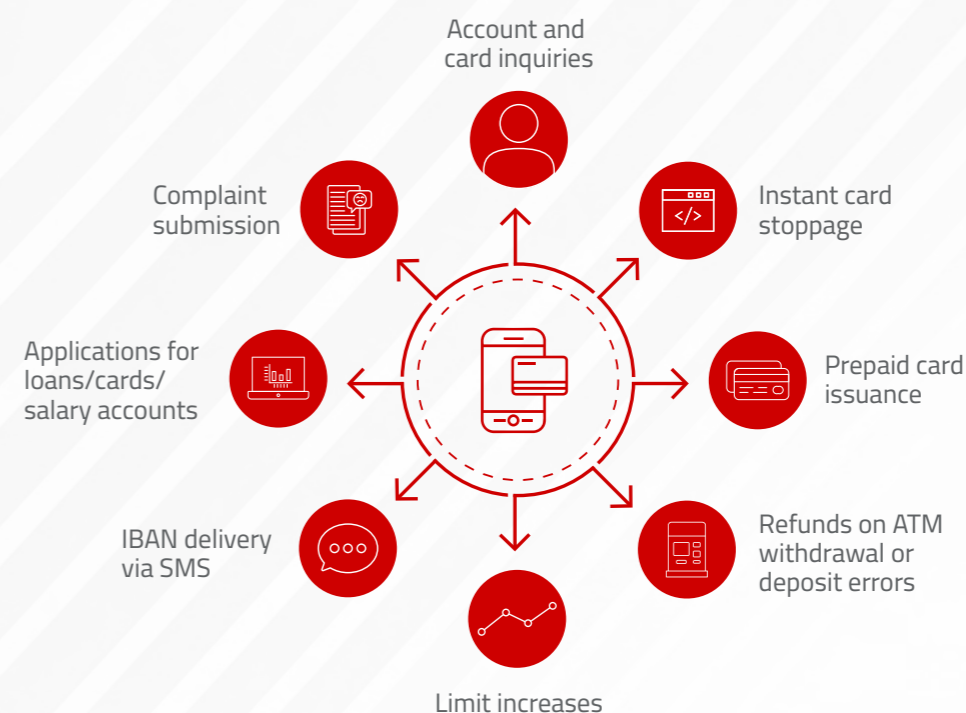 Account and
card inquiries
Complaint
submission
Instant card
stoppage
</>
Applications for
loans/cards/
salary accounts
Prepaid card
issuance
IBAN delivery
via SMS
Refunds on ATM
withdrawal or
deposit errors
Limit increases